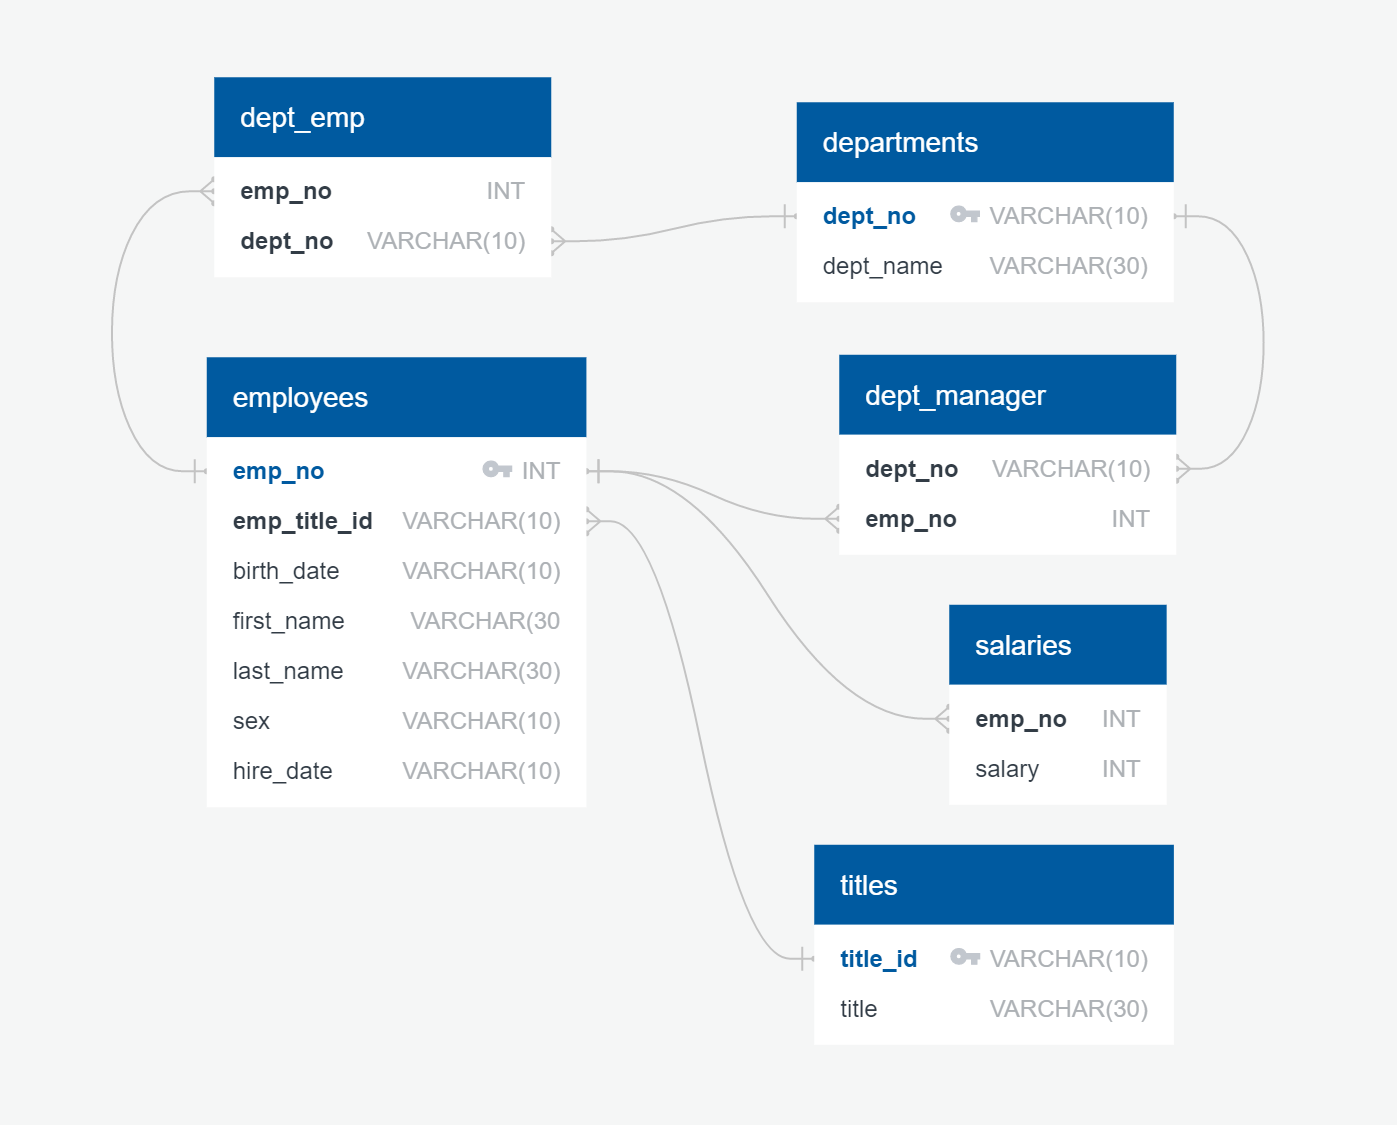 dept_emp
emp_no INT
dept_no VARCHAR(10)
departments
dept_no VARCHAR(10)
dept_name VARCHAR(30)
employees
emp_no INT
emp_title_id VARCHAR(10)
birth_date VARCHAR(10)
first_name VARCHAR(30
last_name VARCHAR(30)
sex VARCHAR(10)
hire_date VARCHAR(10)
dept_manager
dept_no VARCHAR(10)
emp_no INT
salaries
emp_no INT
salary INT
titles
title_id VARCHAR(10)
title VARCHAR(30)